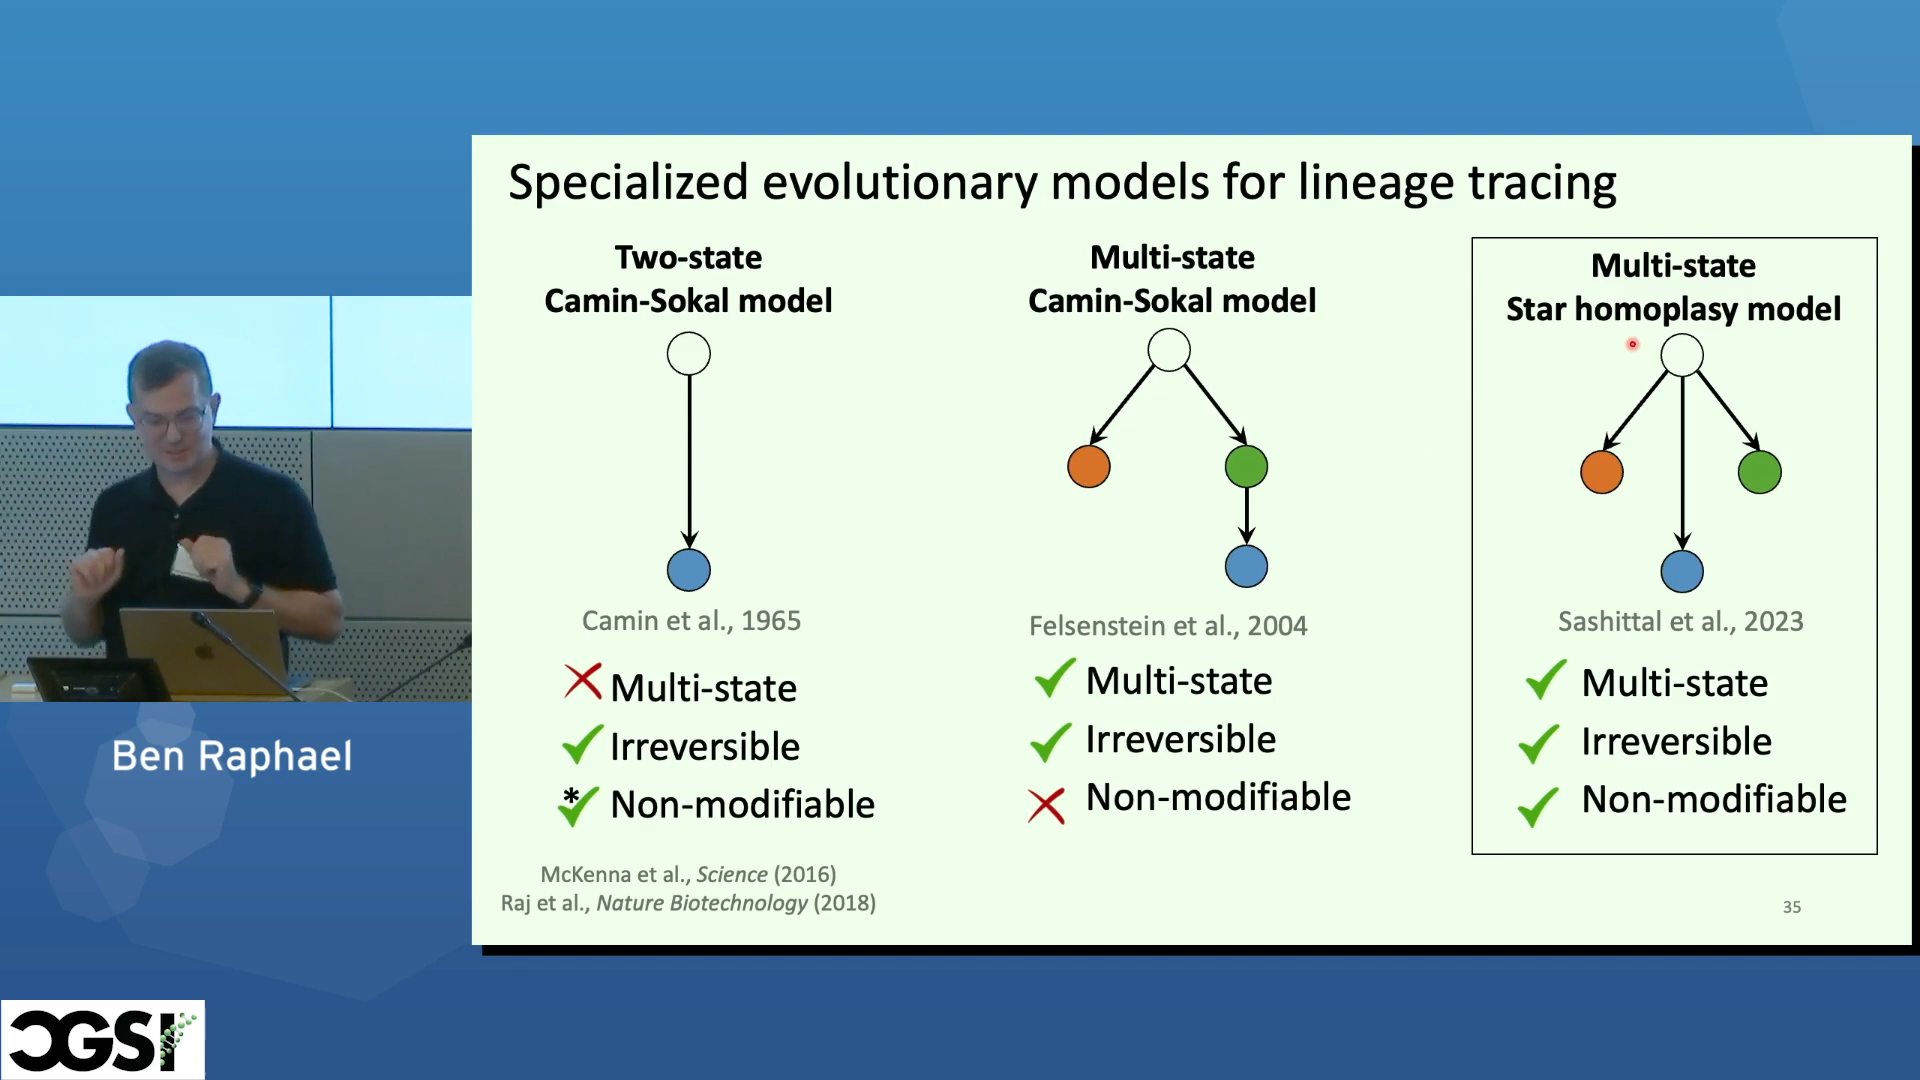 Specialized evolutionary models for lineage tracing
Two-state
Camin-Sokal model
Camin et al., 1965
Multi-state
Irreversible
* Non-modifiable
McKenna et al., Science (2016)
Raj et al., Nature Biotechnology (2018)
Multi-state
Camin-Sokal model
Felsenstein et al., 2004
Multi-state
Irreversible
Non-modifiable
Multi-state
Star homoplasy model
Sashittal et al., 2023
Multi-state
Irreversible
Non-modifiable
35
Ben Raphael
CGSI